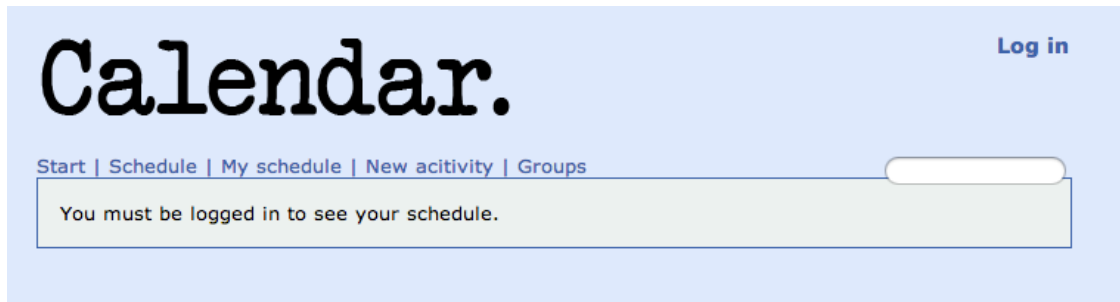 Calendar.
Log in
Start | Schedule | My schedule | New acitivity | Groups
You must be logged in to see your schedule.